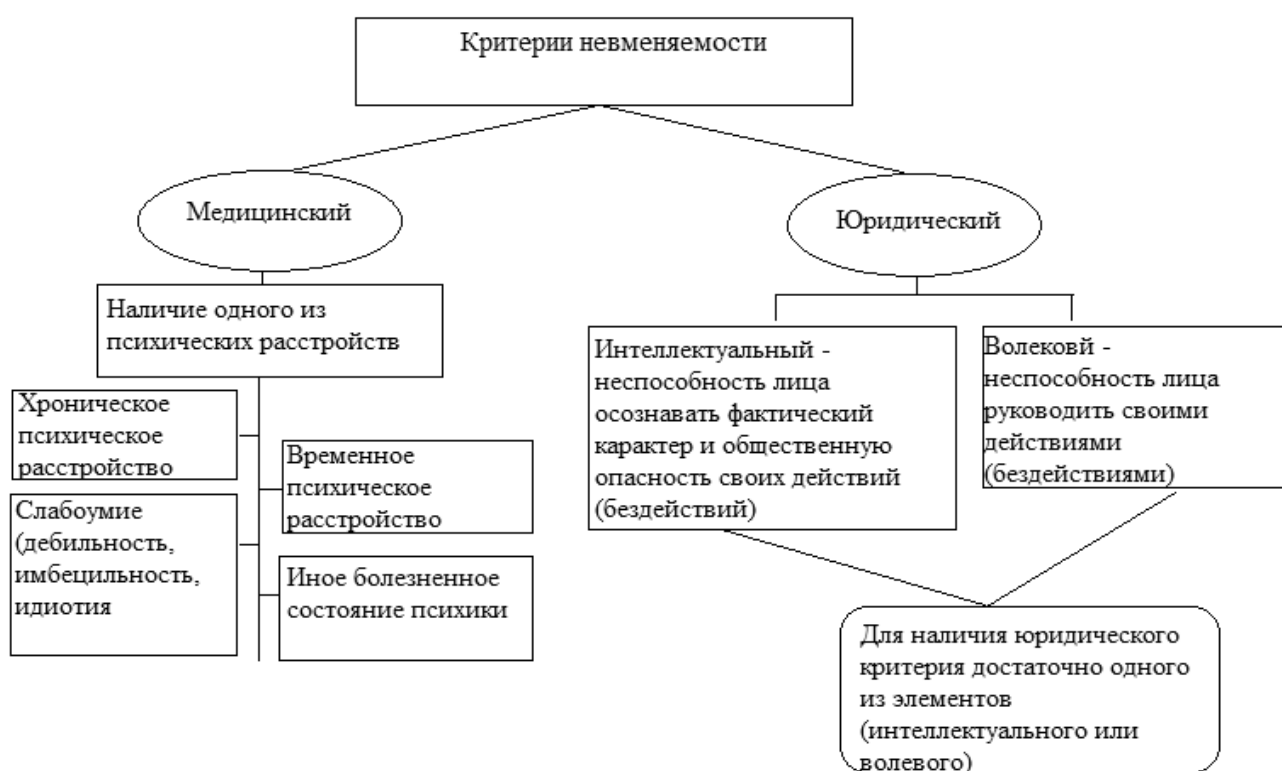 Критерии невменяемости
Медицинский
Юридический
Наличие одного из
психических расстройств
Хроническое
психическое
расстройство
Временное
психическое
расстройство
Слабоумие
(дебильность,
имбецильность,
идиотия
Иное болезненное
состояние психики
Интеллектуальный -
неспособность лица
осознавать фактический
карактер и общественную
опасность своих действий
(бездействий)
Волековй -
неспособность лица
руководить своими
действиями
(бездействиями)
Для наличия юридического
критерия достаточно одного
из элементов
(интеллектуального или
волевого)